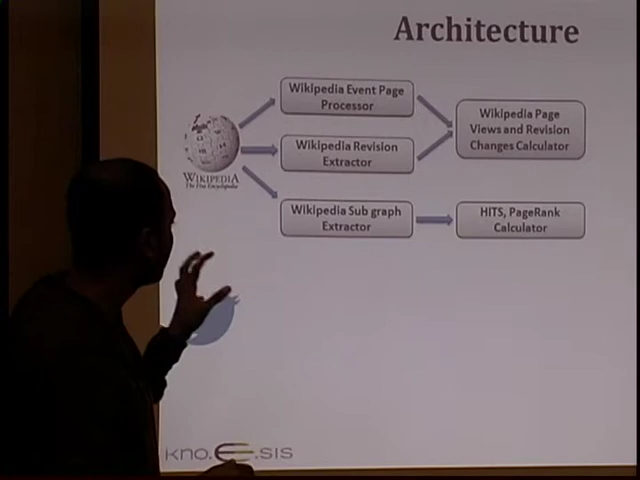 Architecture
Wikipedia Event Page
Processor
Wikipedia Page
Views and Revision
Changes Calculator
Wikipedia Revision
Extractor
WIKIPEDIA
The Free Encyclopedia
Wikipedia Sub graph
Extractor
HITS, PageRank
Calculator
kno.e.sis